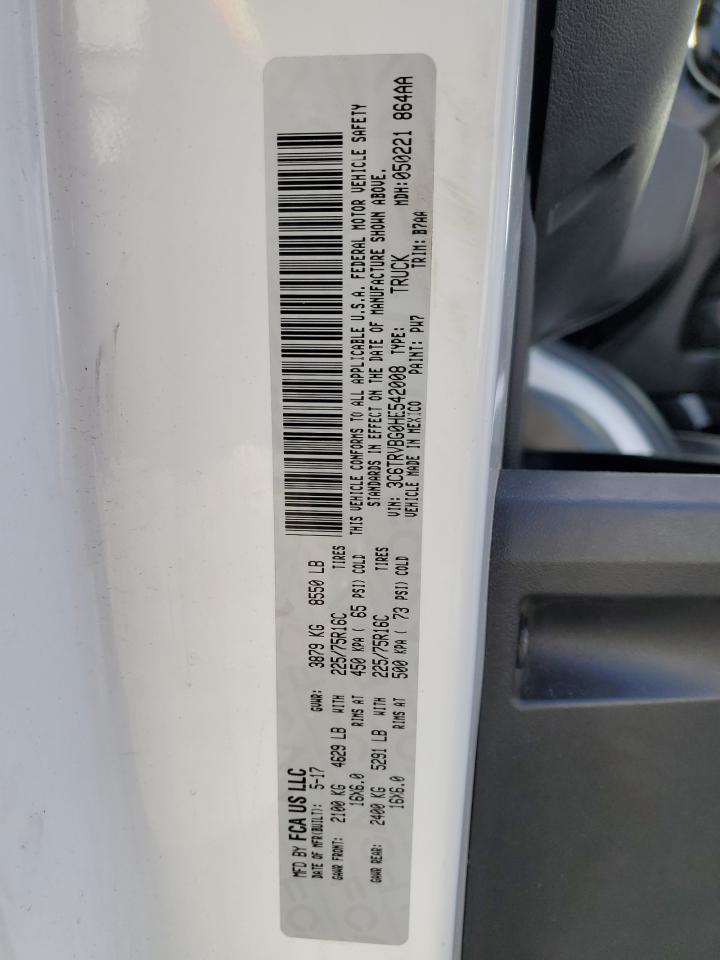 MFD BY FCA US LLC
DATE OF MFR(BUILT): 5-17 GVWR: 3879 KG 8550 LB
GAWR FRONT: 2100 KG 4629 LB WITH 225/75R16C TIRES
16X6.0 RIMS AT 450 KPA ( 65 PSI) COLD
GAWR REAR: 2400 KG 5291 LB WITH 225/75R16C TIRES
16X6.0 RIMS AT 500 KPA ( 73 PSI) COLD
THIS VEHICLE CONFORMS TO ALL APPLICABLE U.S.A. FEDERAL MOTOR VEHICLE SAFETY
STANDARDS IN EFFECT ON THE DATE OF MANUFACTURE SHOWN ABOVE.
VIN: 3C6TRVBG0HE542008 TYPE: TRUCK MDH:050221 864AA
VEHICLE MADE IN MEXICO PAINT: PW7 TRIM: B7AA